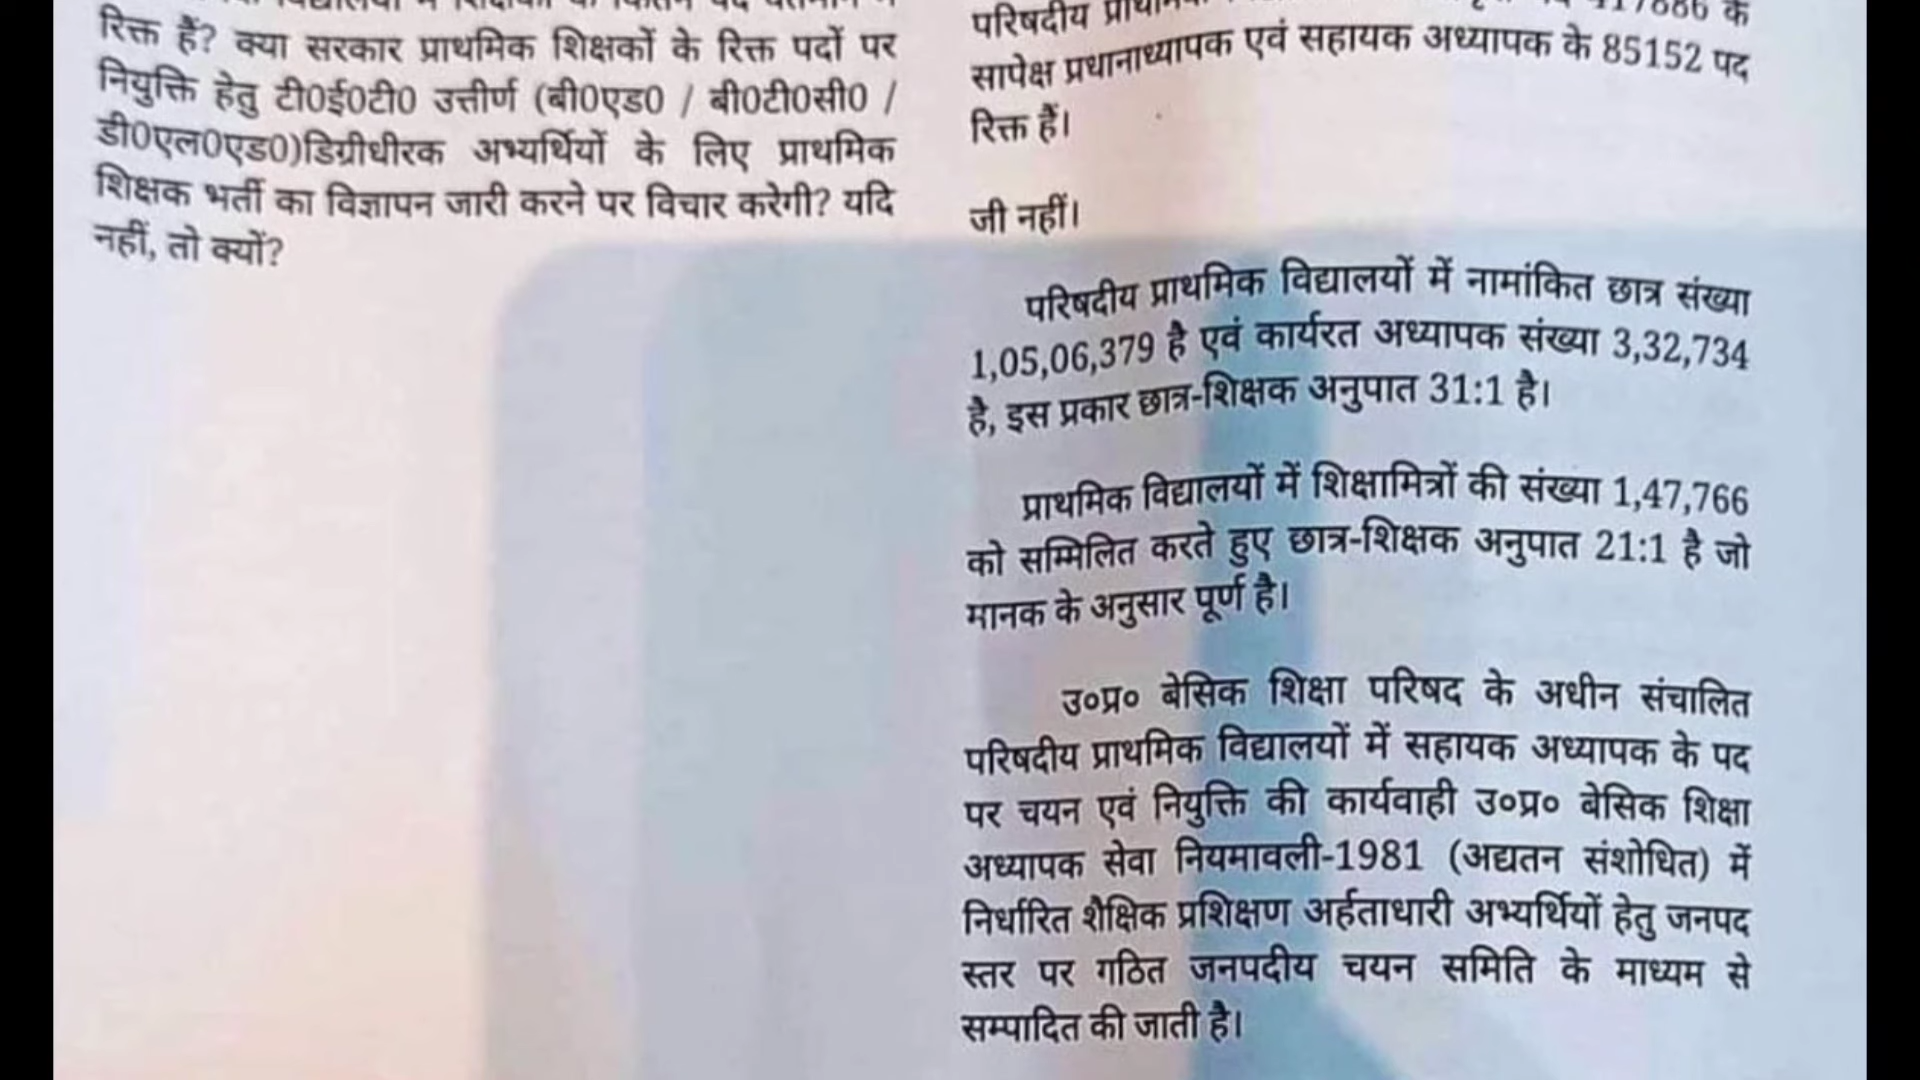 रिक्त हैं? क्या सरकार प्राथमिक शिक्षकों के रिक्त पदों पर
नियुक्ति हेतु टी0ई0टी0 उत्तीर्ण (बी0एड0 / बी0टी0सी0 /
डी0एल0एड0)डिग्रीधीरक अभ्यर्थियों के लिए प्राथमिक
शिक्षक भर्ती का विज्ञापन जारी करने पर विचार करेगी? यदि
नहीं, तो क्यों?
परिषदीय के
सापेक्ष प्रधानाध्यापक एवं सहायक अध्यापक के 85152 पद
रिक्त हैं।
जी नहीं।
परिषदीय प्राथमिक विद्यालयों में नामांकित छात्र संख्या
1,05,06,379 है एवं कार्यरत अध्यापक संख्या 3,32,734
है, इस प्रकार छात्र-शिक्षक अनुपात 31:1 है।
प्राथमिक विद्यालयों में शिक्षामित्रों की संख्या 1,47,766
को सम्मिलित करते हुए छात्र-शिक्षक अनुपात 21:1 है जो
मानक के अनुसार पूर्ण है।
उ०प्र० बेसिक शिक्षा परिषद के अधीन संचालित
परिषदीय प्राथमिक विद्यालयों में सहायक अध्यापक के पद
पर चयन एवं नियुक्ति की कार्यवाही उ०प्र० बेसिक शिक्षा
अध्यापक सेवा नियमावली-1981 (अद्यतन संशोधित) में
निर्धारित शैक्षिक प्रशिक्षण अर्हताधारी अभ्यर्थियों हेतु जनपद
स्तर पर गठित जनपदीय चयन समिति के माध्यम से
सम्पादित की जाती है।